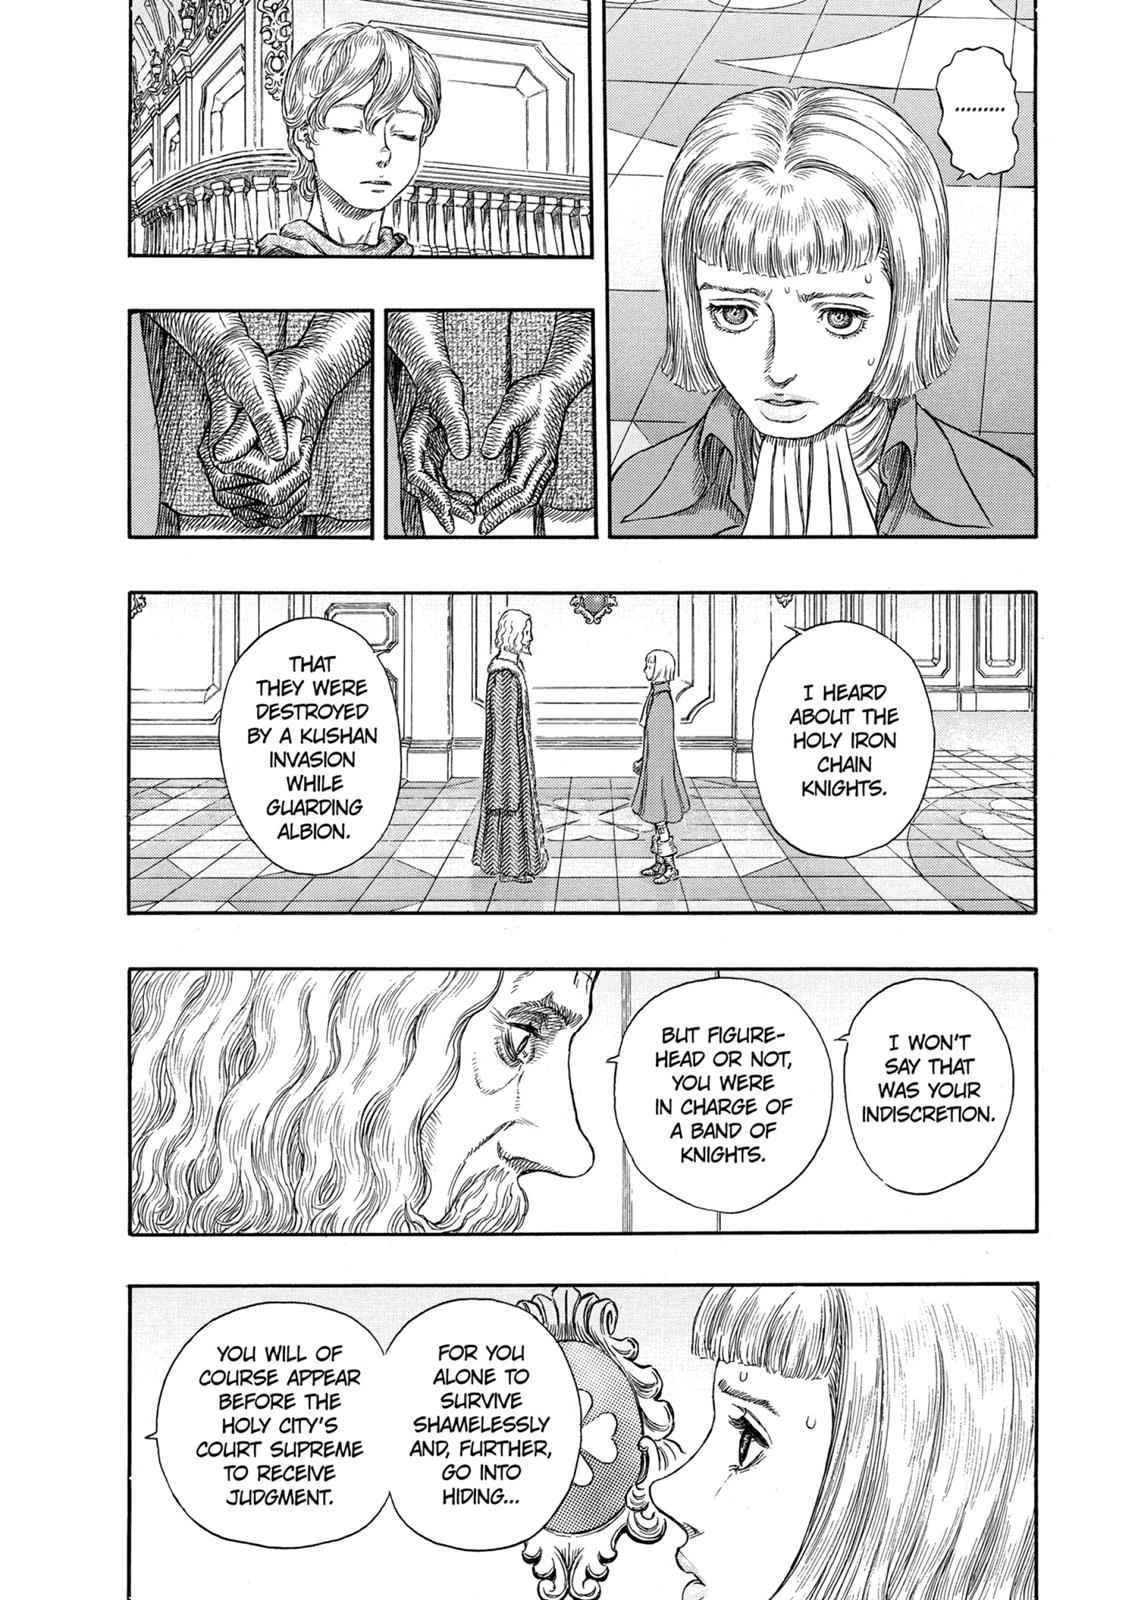 ..........
I HEARD
ABOUT THE
HOLY IRON
CHAIN
KNIGHTS.
THAT
THEY WERE
DESTROYED
BY A KUSHAN
INVASION
WHILE
GUARDING
ALBION.
I WON'T
SAY THAT
WAS YOUR
INDISCRETION.
BUT FIGURE-
HEAD OR NOT,
YOU WERE
IN CHARGE OF
A BAND OF
KNIGHTS.
FOR YOU
ALONE TO
SURVIVE
SHAMELESSLY
AND, FURTHER,
GO INTO
HIDING...
YOU WILL OF
COURSE APPEAR
BEFORE THE
HOLY CITY'S
COURT SUPREME
TO RECEIVE
JUDGMENT.